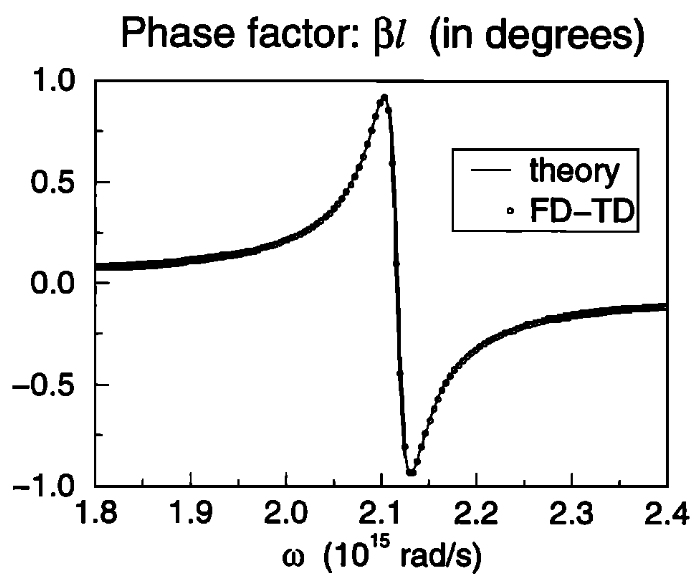 Phase factor: βl (in degrees)
1.0
0.5
0.0
−0.5
−1.0
theory
FD−TD
1.8 1.9 2.0 2.1 2.2 2.3 2.4
ω (10¹⁵ rad/s)